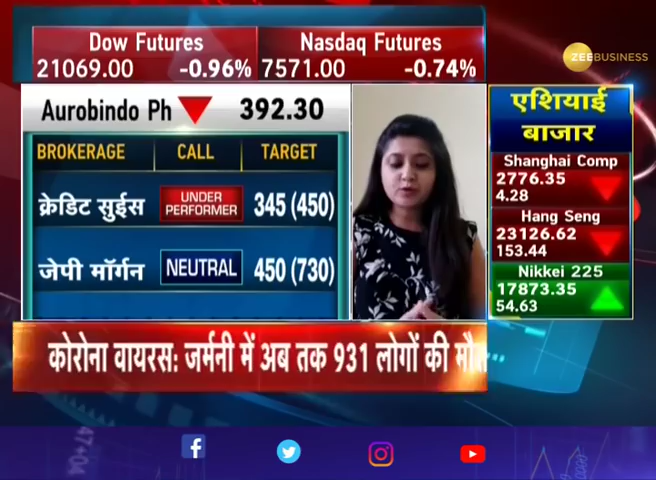 Dow Futures
21069.00 -0.96%
Nasdaq Futures
7571.00 -0.74%
ZEEBUSINESS
Aurobindo Ph 392.30
BROKERAGE CALL TARGET
क्रेडिट सुईस UNDER PERFORMER 345 (450)
जेपी मॉर्गन NEUTRAL 450 (730)
एशियाई
बाजार
Shanghai Comp
2776.35
4.28
Hang Seng
23126.62
153.44
Nikkei 225
17873.35
54.63
कोरोना वायरस: जर्मनी में अब तक 931 लोगों की मौत...